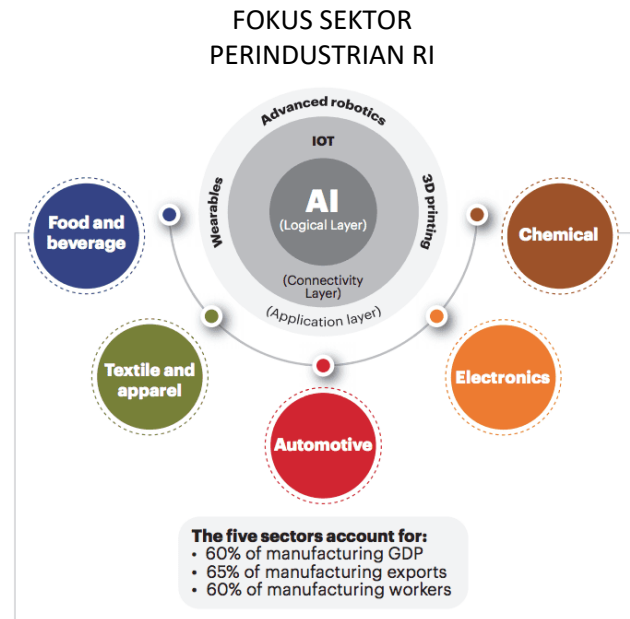 FOKUS SEKTOR
PERINDUSTRIAN RI
Advanced robotics
IOT
Wearables
3D printing
AI
(Logical Layer)
(Connectivity
Layer)
(Application layer)
Food and
beverage
Chemical
Textile and
apparel
Electronics
Automotive
The five sectors account for:
• 60% of manufacturing GDP
• 65% of manufacturing exports
• 60% of manufacturing workers